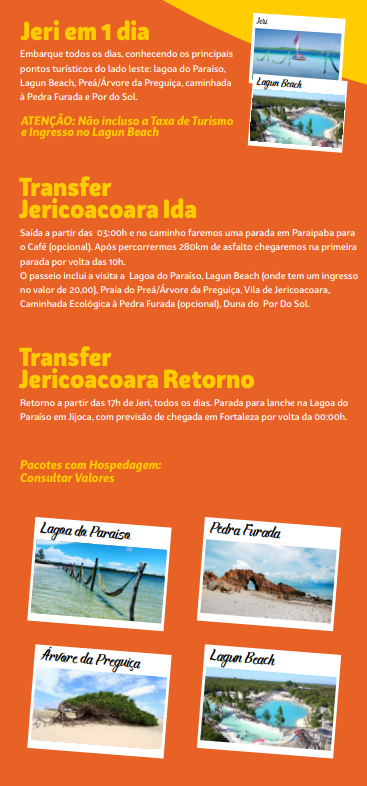 Jeri em 1 dia
Embarque todos os dias, conhecendo os principais
pontos turísticos do lado leste: lagoa do Paraíso,
Lagun Beach, Preá/Árvore da Preguiça, caminhada
à Pedra Furada e Por do Sol.
ATENÇÃO: Não incluso a Taxa de Turismo
e Ingresso no Lagun Beach
Jeri
Lagun Beach
Transfer
Jericoacoara Ida
Saída a partir das 03:00h e no caminho faremos uma parada em Paraipaba para
o Café (opcional). Após percorrermos 280km de asfalto chegaremos na primeira
parada por volta das 10h.
O passeio inclui a visita a Lagoa do Paraíso, Lagun Beach (onde tem um ingresso
no valor de 20,00), Praia do Preá/Árvore da Preguiça, Vila de Jericoacoara,
Caminhada Ecológica à Pedra Furada (opcional), Duna do Por Do Sol.
Transfer
Jericoacoara Retorno
Retorno a partir das 17h de Jeri, todos os dias. Parada para lanche na Lagoa do
Paraíso em Jijoca, com previsão de chegada em Fortaleza por volta da 00:00h.
Pacotes com Hospedagem:
Consultar Valores
Lagoa do Paraíso
Pedra Furada
Árvore da Preguiça
Lagun Beach